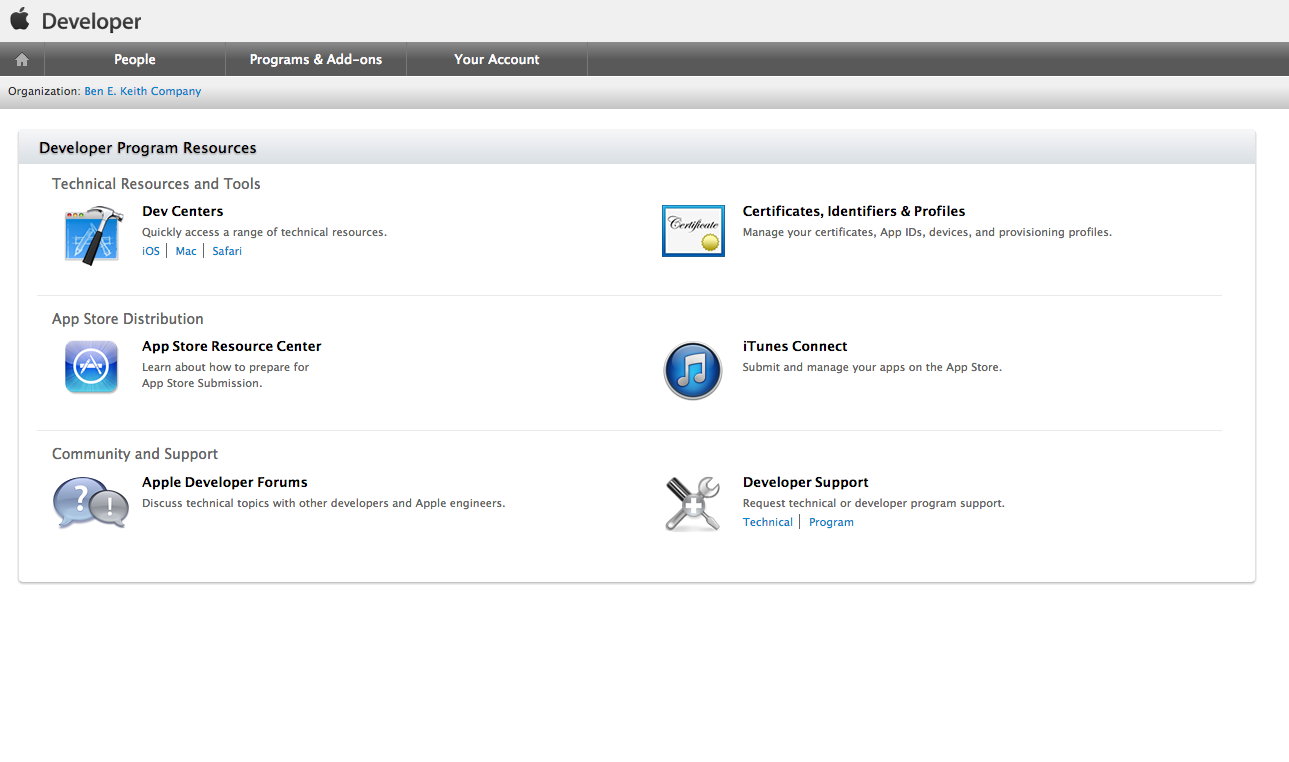 Developer
People Programs & Add-ons Your Account
Organization: Ben E. Keith Company
Developer Program Resources
Technical Resources and Tools
Dev Centers
Quickly access a range of technical resources.
iOS Mac Safari
Certificate
Certificates, Identifiers & Profiles
Manage your certificates, App IDs, devices, and provisioning profiles.
App Store Distribution
App Store Resource Center
Learn about how to prepare for
App Store Submission.
iTunes Connect
Submit and manage your apps on the App Store.
Community and Support
? !
Apple Developer Forums
Discuss technical topics with other developers and Apple engineers.
Developer Support
Request technical or developer program support.
Technical Program